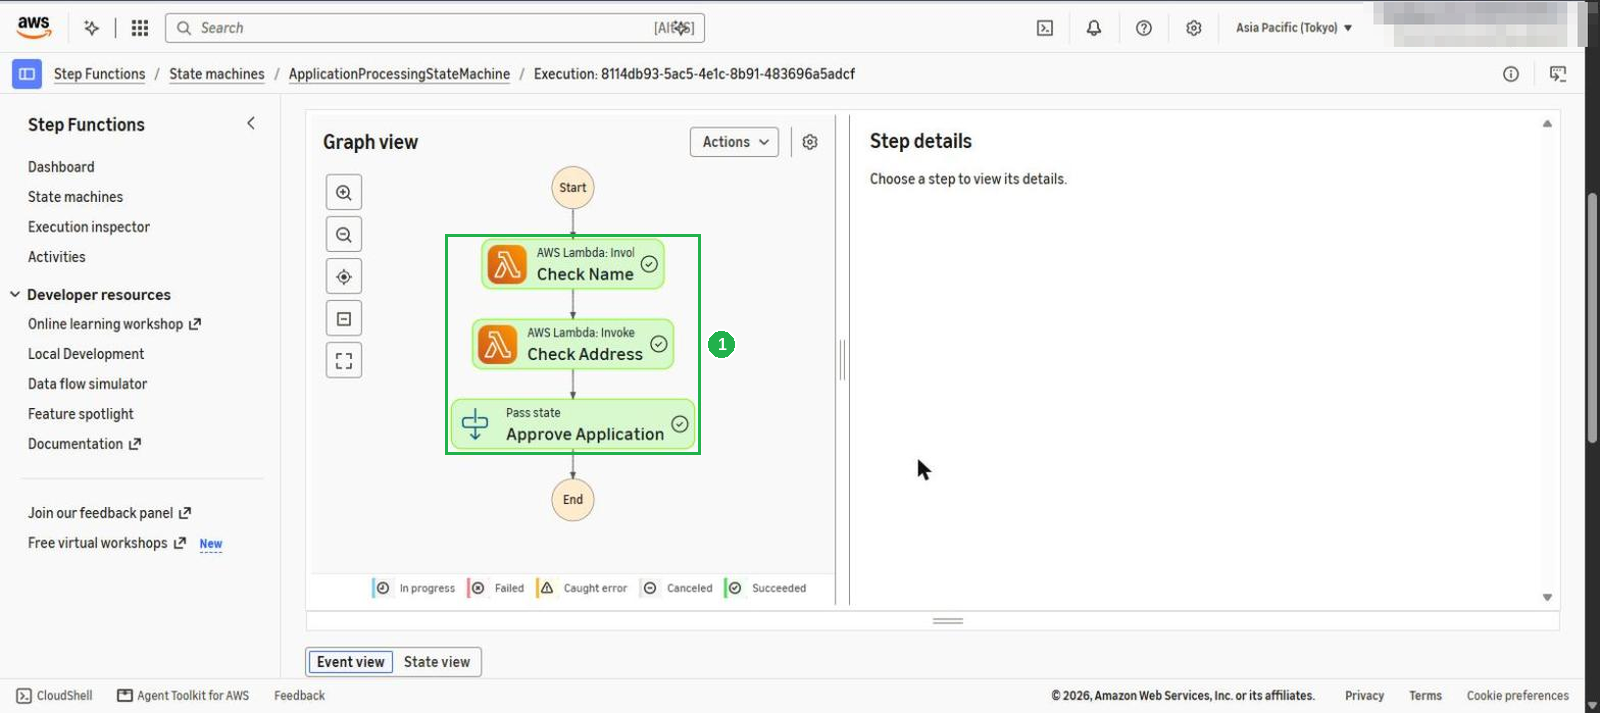 aws
Search
[Alt+S]
Asia Pacific (Tokyo)
Step Functions / State machines / ApplicationProcessingStateMachine / Execution: 8114db93-5ac5-4e1c-8b91-483696a5adcf
Step Functions
Dashboard
State machines
Execution inspector
Activities
Developer resources
Online learning workshop
Local Development
Data flow simulator
Feature spotlight
Documentation
Join our feedback panel
Free virtual workshops New
Graph view
Actions
Start
AWS Lambda: Invol
Check Name
AWS Lambda: Invoke
Check Address
1
Pass state
Approve Application
End
In progress
Failed
Caught error
Canceled
Succeeded
Step details
Choose a step to view its details.
Event view
State view
CloudShell
Agent Toolkit for AWS
Feedback
© 2026, Amazon Web Services, Inc. or its affiliates.
Privacy
Terms
Cookie preferences